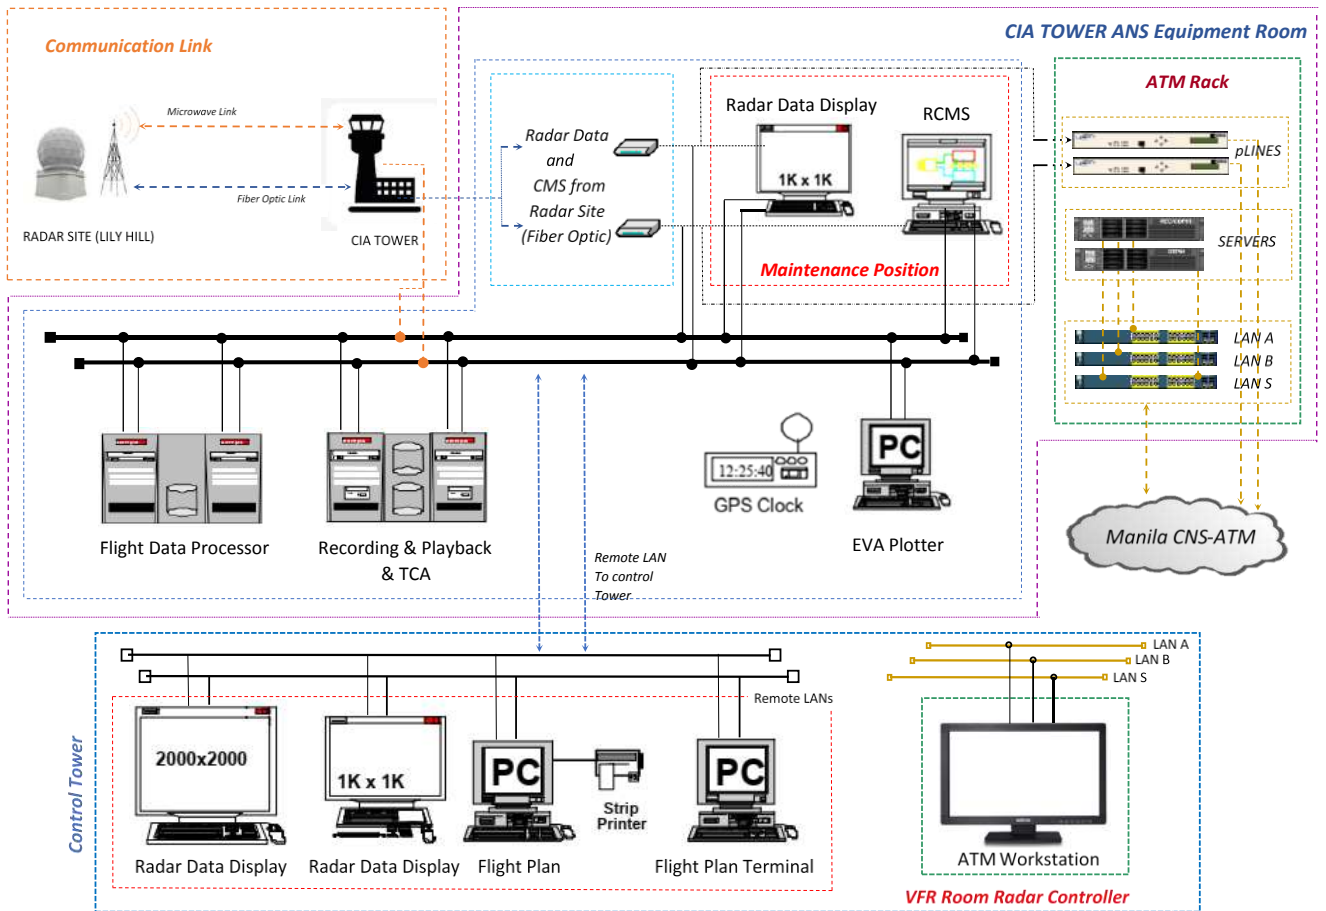 CIA TOWER ANS Equipment Room
Communication Link
ATM Rack
Microwave Link
Fiber Optic Link
RADAR SITE (LILY HILL)
CIA TOWER
Radar Data
and
CMS from
Radar Site
(Fiber Optic)
Radar Data Display
1K x 1K
RCMS
Maintenance Position
pLINES
SERVERS
LAN A
LAN B
LAN S
Manila CNS-ATM
Flight Data Processor
Recording & Playback
& TCA
12:25:40
GPS Clock
PC
EVA Plotter
Remote LAN
To control
Tower
Control Tower
Remote LANs
2000x2000
Radar Data Display
1K x 1K
Radar Data Display
PC
Flight Plan
Strip
Printer
PC
Flight Plan Terminal
LAN A
LAN B
LAN S
ATM Workstation
VFR Room Radar Controller